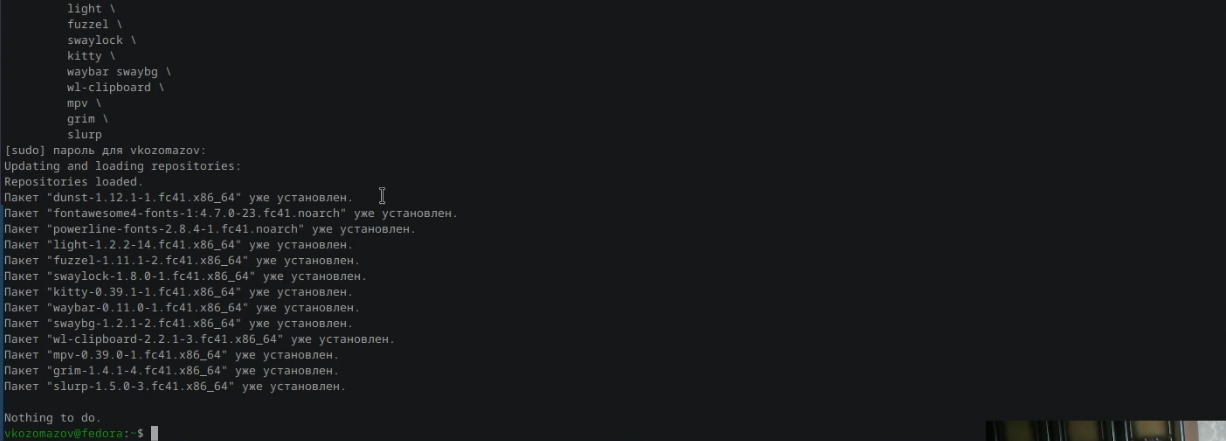 light \
fuzzel \
swaylock \
kitty \
waybar swaybg \
wl-clipboard \
mpv \
grim \
slurp
[sudo] пароль для vkozomazov:
Updating and loading repositories:
Repositories loaded.
Пакет "dunst-1.12.1-1.fc41.x86_64" уже установлен.
Пакет "fontawesome4-fonts-1:4.7.0-23.fc41.noarch" уже установлен.
Пакет "powerline-fonts-2.8.4-1.fc41.noarch" уже установлен.
Пакет "light-1.2.2-14.fc41.x86_64" уже установлен.
Пакет "fuzzel-1.11.1-2.fc41.x86_64" уже установлен.
Пакет "swaylock-1.8.0-1.fc41.x86_64" уже установлен.
Пакет "kitty-0.39.1-1.fc41.x86_64" уже установлен.
Пакет "waybar-0.11.0-1.fc41.x86_64" уже установлен.
Пакет "swaybg-1.2.1-2.fc41.x86_64" уже установлен.
Пакет "wl-clipboard-2.2.1-3.fc41.x86_64" уже установлен.
Пакет "mpv-0.39.0-1.fc41.x86_64" уже установлен.
Пакет "grim-1.4.1-4.fc41.x86_64" уже установлен.
Пакет "slurp-1.5.0-3.fc41.x86_64" уже установлен.
Nothing to do.
vkozomazov@fedora:~$